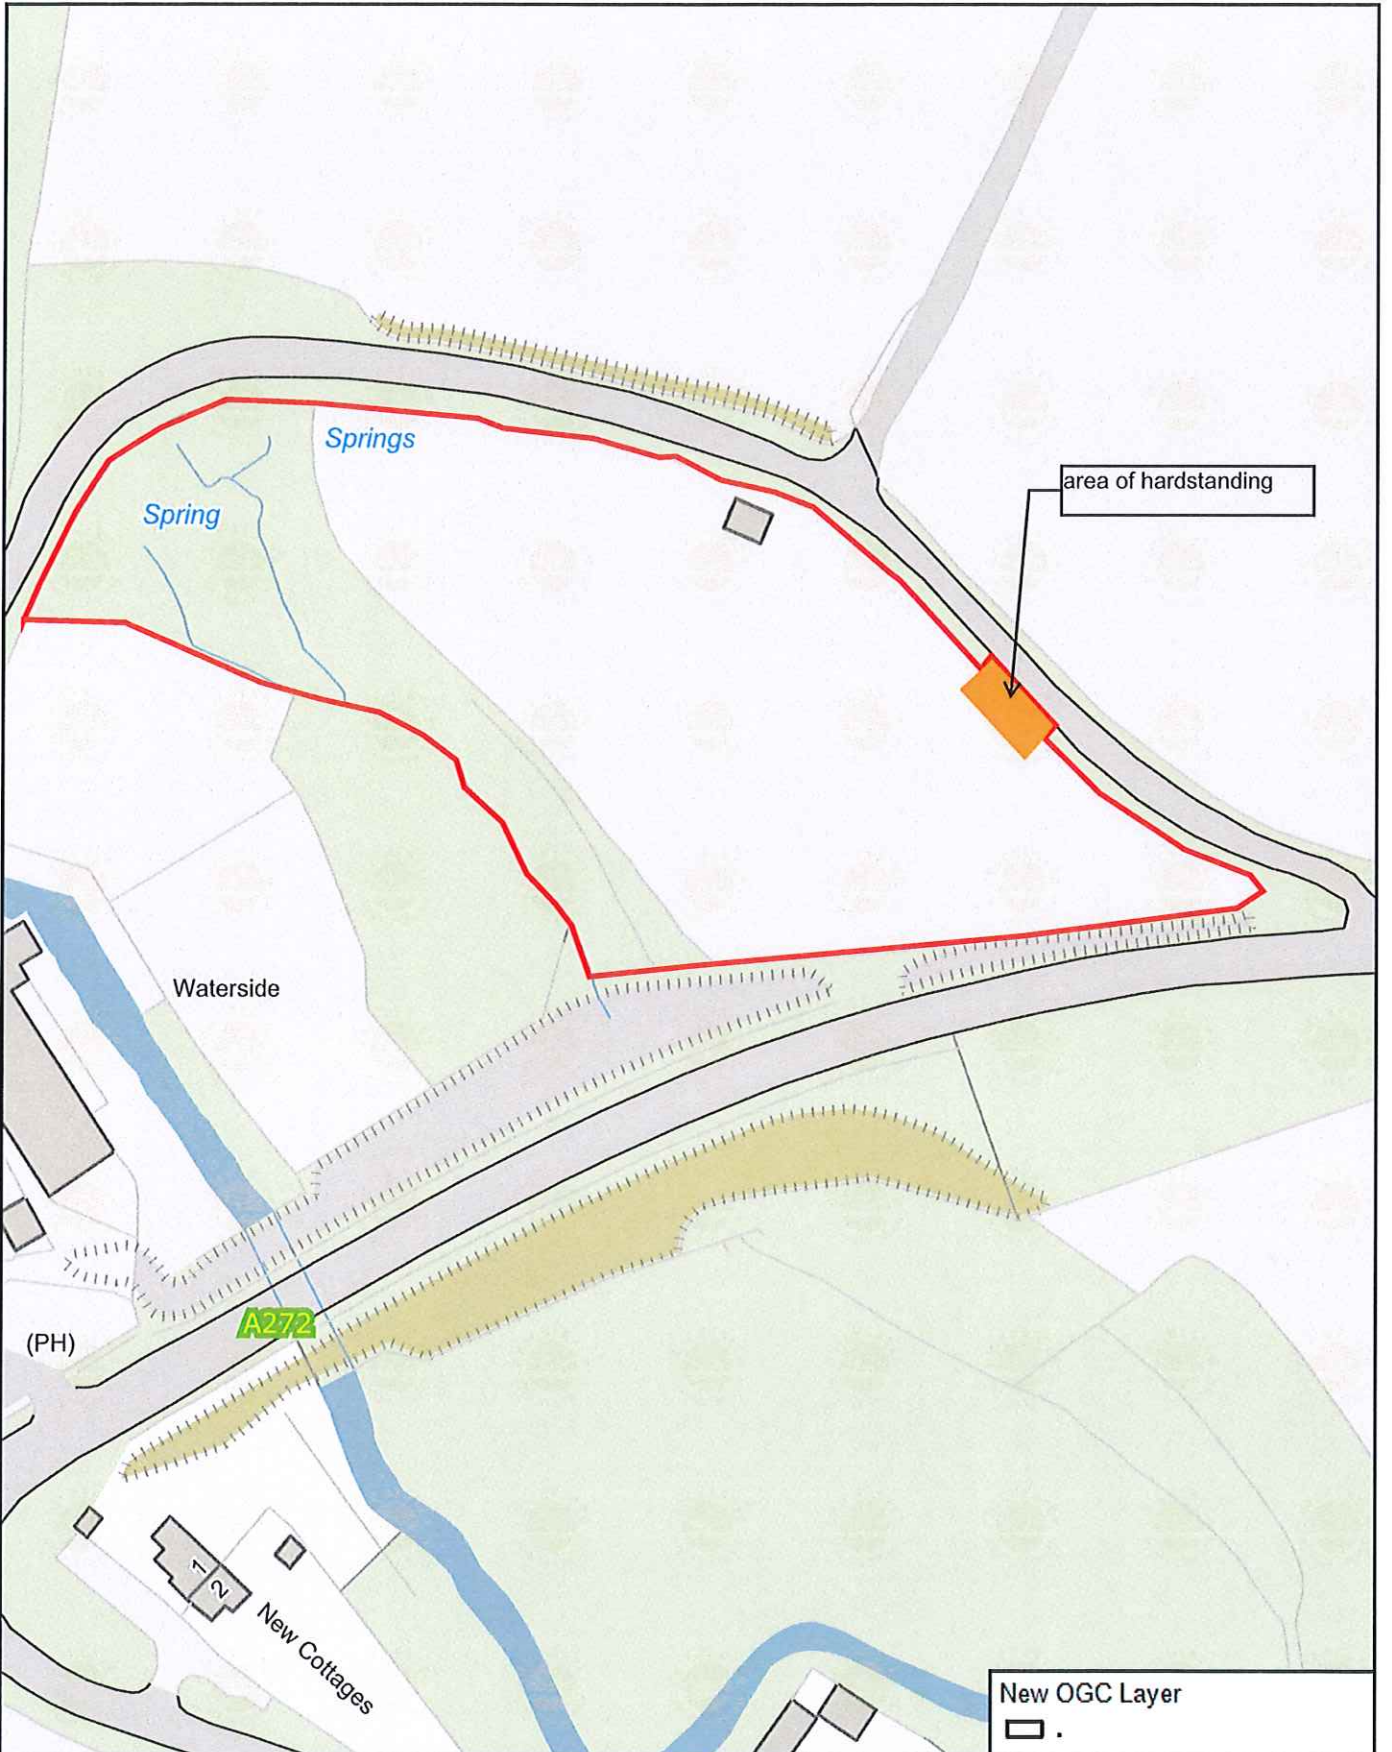 Springs
area of hardstanding
Spring
Waterside
A272
(PH)
1
2
New Cottages
New OGC Layer
.